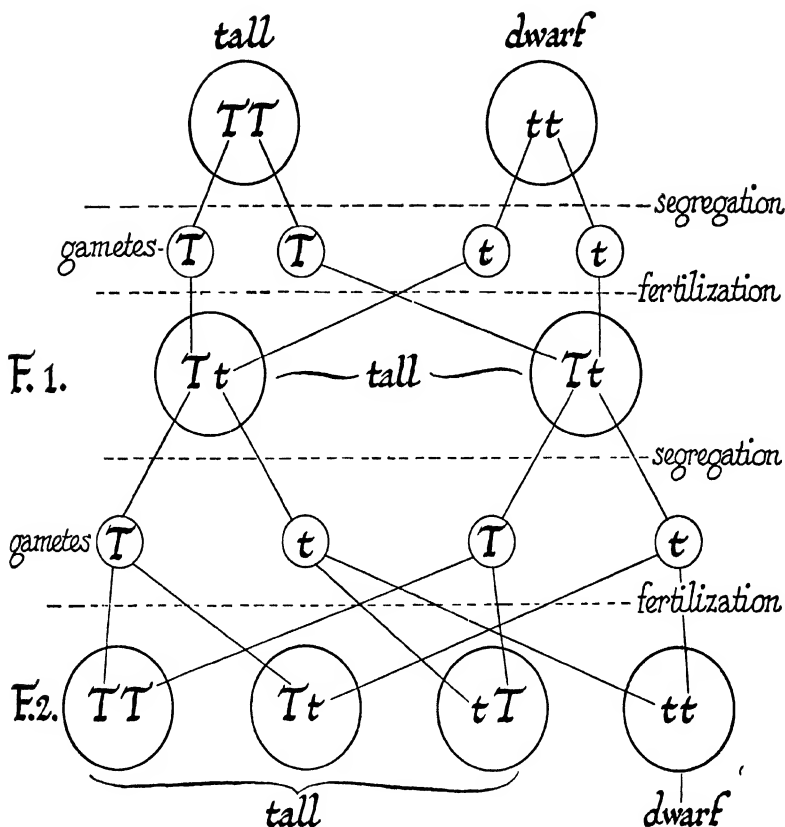 tall dwarf
TT tt
segregation
gametes- T T t t
fertilization
F.1. Tt tall Tt
segregation
gametes T t T t
fertilization
F.2. TT Tt tT tt
tall dwarf